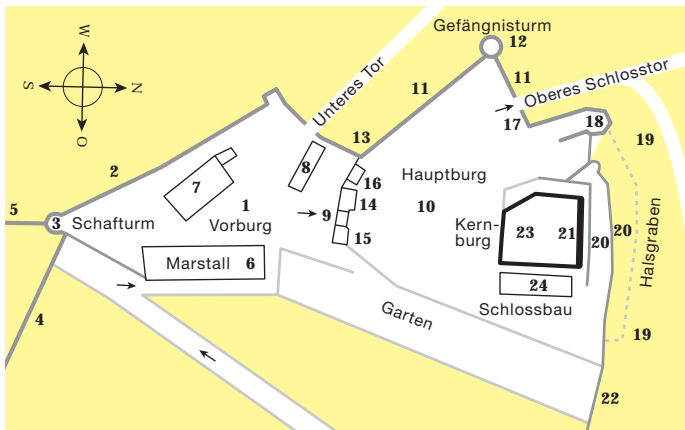 Gefängnisturm
12
W
S
N
O
Unteres Tor
11
11
Oberes Schlosstor
13
17
18
19
2
8
16
Hauptburg
7
1
14
10
5
3
Schafturm
Vorburg
9
Kern-
burg
23
21
20
20
Halsgraben
15
Marstall
6
24
Schlossbau
Garten
4
19
22